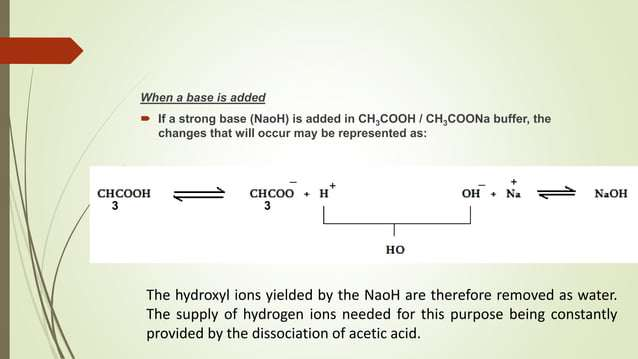 When a base is added
If a strong base (NaoH) is added in CH3COOH / CH3COONa buffer, the
changes that will occur may be represented as:
CHCOOH ⇌ CHCOO⁻ + H⁺ OH⁻ + Na⁺ ⇌ NaOH
3 3
HO
The hydroxyl ions yielded by the NaoH are therefore removed as water.
The supply of hydrogen ions needed for this purpose being constantly
provided by the dissociation of acetic acid.